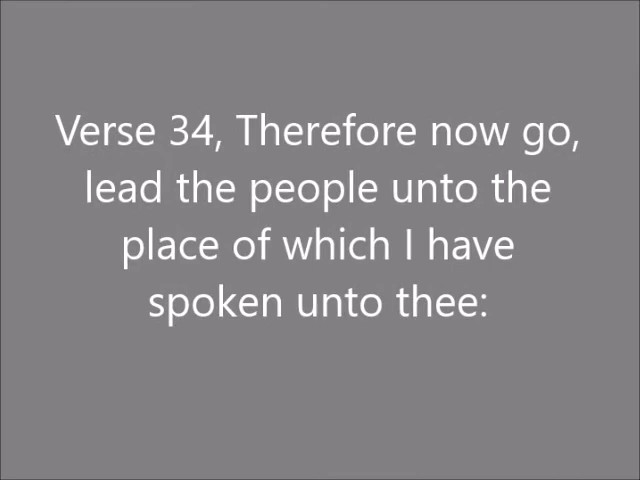 Verse 34, Therefore now go,
lead the people unto the
place of which I have
spoken unto thee: